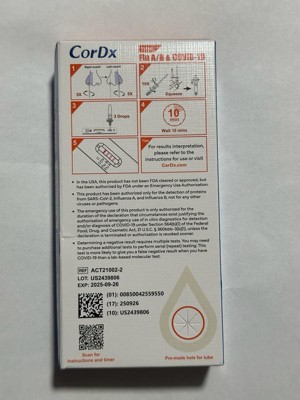 CorDx
Flu A/B & COVID-19
1
Right nostril
Left nostril
5X
5X
2
Squeeze
3
3 Drops
4
10
Wait 10 mins
5
For results interpretation,
please refer to the
instructions for use or visit
CorDx.com
• In the USA, this product has not been FDA cleared or approved, but
has been authorized by FDA under an Emergency Use Authorization
• This product has been authorized only for the detection of proteins
from SARS-CoV-2, Influenza A, and Influenza B, not for any other
viruses or pathogens.
• The emergency use of this product is only authorized for the
duration of the declaration that circumstances exist justifying the
authorization of emergency use of in vitro diagnostics for detection
and/or diagnosis of COVID-19 under Section 564(b)(1) of the Federal
Food, Drug, and Cosmetic Act, 21 U.S.C. § 360bbb-3(b)(1), unless the
declaration is terminated or authorization is revoked sooner.
• Determining a negative result requires multiple tests. You may need
to purchase additional tests to perform serial (repeat) testing. This
test is more likely to give you a false negative result when you have
COVID-19 than a lab-based molecular test
REF: ACT21002-2
LOT: US2439806
EXP: 2025-09-26
(01) 00850042559550
(17) 250926
(10) US2439806
Scan for
instructions and timer
Pre-made hole for tube